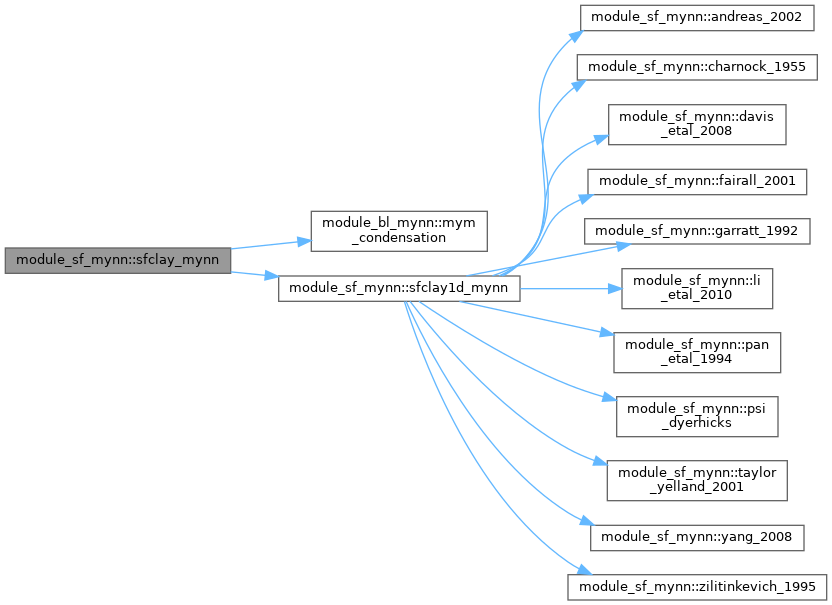 module_sf_mynn::sfclay_mynn
module_bl_mynn::mym
_condensation
module_sf_mynn::sfclay1d_mynn
module_sf_mynn::andreas_2002
module_sf_mynn::charnock_1955
module_sf_mynn::davis
_etal_2008
module_sf_mynn::fairall_2001
module_sf_mynn::garratt_1992
module_sf_mynn::li
_etal_2010
module_sf_mynn::pan
_etal_1994
module_sf_mynn::psi
_dyerhicks
module_sf_mynn::taylor
_yelland_2001
module_sf_mynn::yang_2008
module_sf_mynn::zilitinkevich_1995